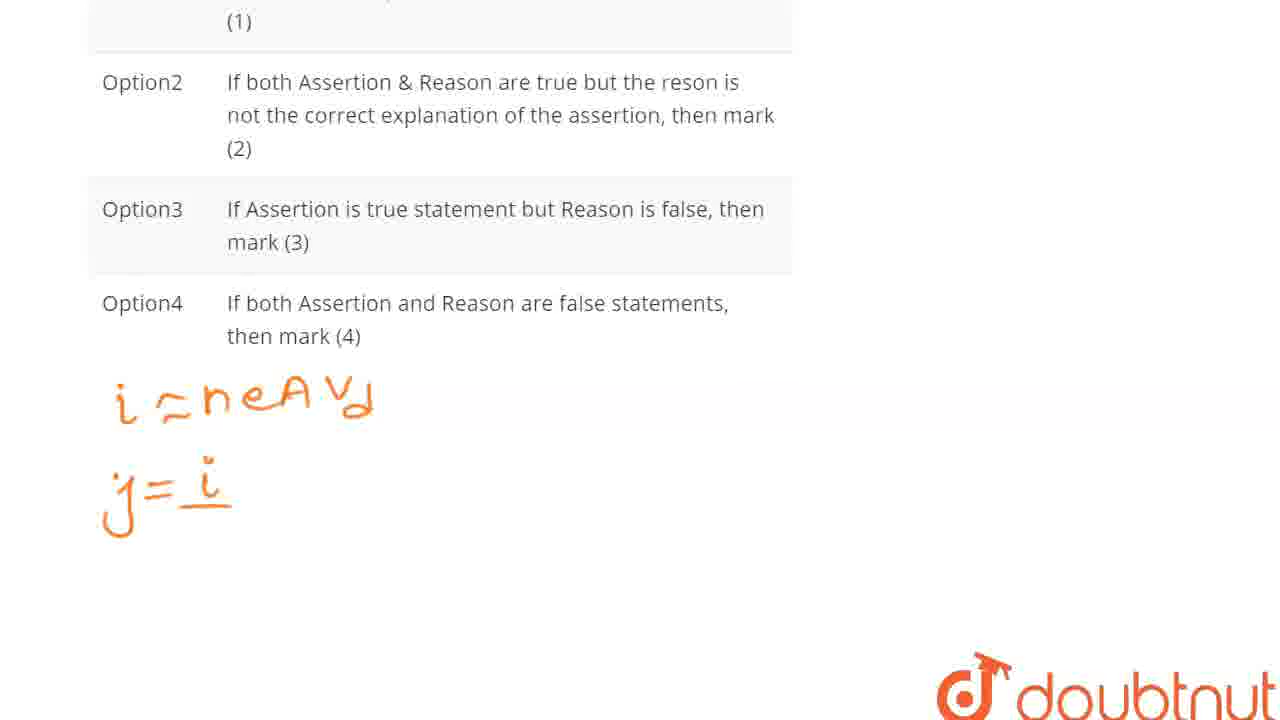 (1)
Option2 If both Assertion & Reason are true but the reson is
not the correct explanation of the assertion, then mark
(2)
Option3 If Assertion is true statement but Reason is false, then
mark (3)
Option4 If both Assertion and Reason are false statements,
then mark (4)
i = neAVd
j = i
doubtnut